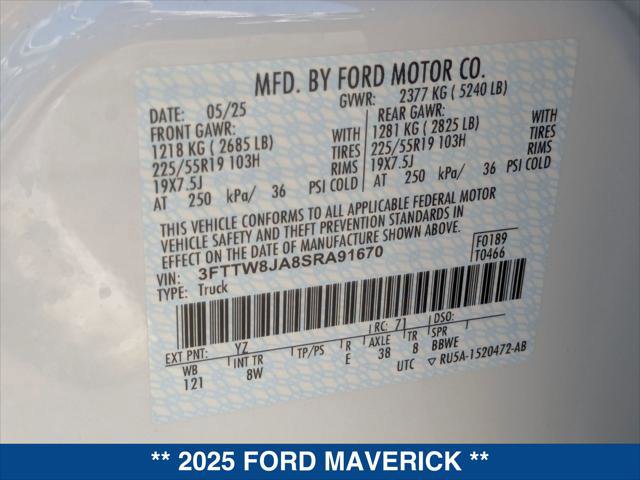 MFD. BY FORD MOTOR CO.
DATE: 05/25 GVWR: 2377 KG ( 5240 LB)
FRONT GAWR: REAR GAWR:
1218 KG ( 2685 LB) WITH 1281 KG ( 2825 LB) WITH
225/55R19 103H TIRES 225/55R19 103H TIRES
19X7.5J RIMS 19X7.5J RIMS
AT 250 kPa/ 36 PSI COLD AT 250 kPa/ 36 PSI COLD
THIS VEHICLE CONFORMS TO ALL APPLICABLE FEDERAL MOTOR
VEHICLE SAFETY AND THEFT PREVENTION STANDARDS IN
EFFECT ON THE DATE OF MANUFACTURE SHOWN ABOVE.
VIN: 3FTTW8JA8SRA91670 F0189
TYPE: Truck T0466
EXT PNT: YZ RC: 71 DSO:
WB INT TR TP/PS R AXLE TR SPR
121 8W E 38 8 BBWE
UTC ▽ RU5A-1520472-AB
** 2025 FORD MAVERICK **